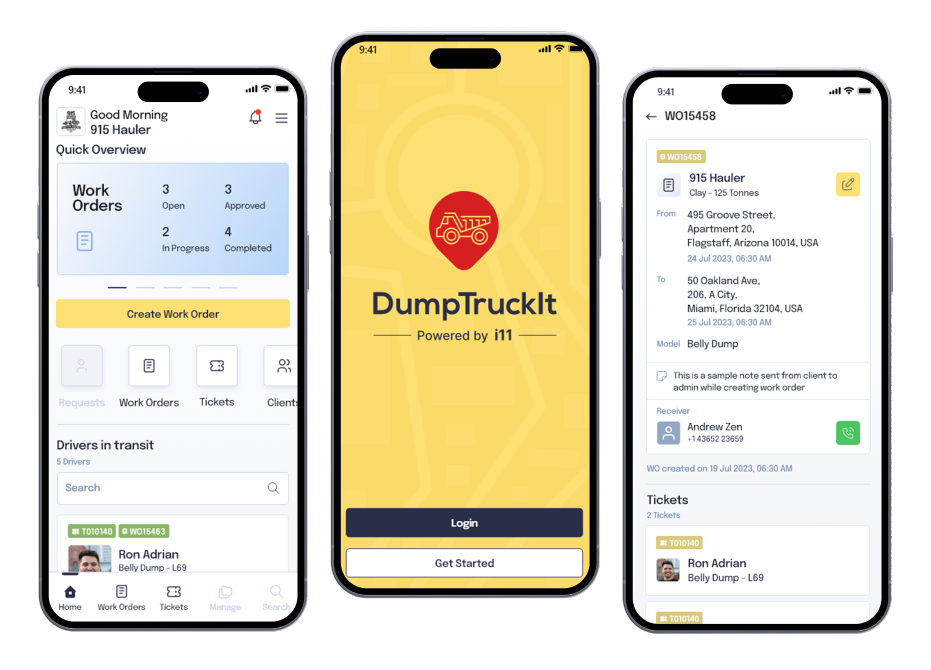 9:41
Good Morning
915 Hauler
Quick Overview
Work
Orders
3
Open
3
Approved
2
In Progress
4
Completed
Create Work Order
Requests
Work Orders
Tickets
Clients
Drivers in transit
5 Drivers
Search
T010140
WO15463
Ron Adrian
Belly Dump - L69
Home
Work Orders
Tickets
Manage
Search
9:41
DumpTruckIt
Powered by i11
Login
Get Started
9:41
WO15458
WO15458
915 Hauler
Clay - 125 Tonnes
From
495 Groove Street,
Apartment 20,
Flagstaff, Arizona 10014, USA
24 Jul 2023, 06:30 AM
To
50 Oakland Ave,
206, A City,
Miami, Florida 32104, USA
25 Jul 2023, 06:30 AM
Model Belly Dump
This is a sample note sent from client to
admin while creating work order
Receiver
Andrew Zen
+1 43652 23659
WO created on 19 Jul 2023, 06:30 AM
Tickets
2 Tickets
T010140
Ron Adrian
Belly Dump - L69
T010140